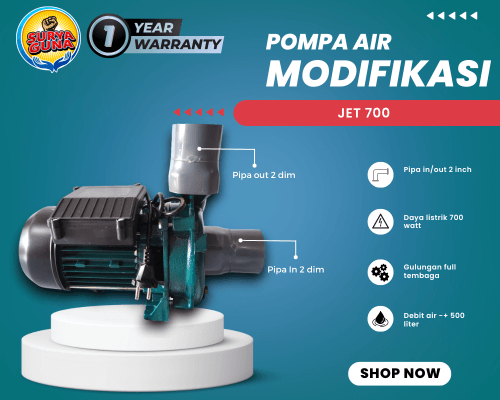 SURYA
GUNA
1 YEAR
WARRANTY
POMPA AIR
MODIFIKASI
JET 700
Pipa out 2 dim
Pipa In 2 dim
Pipa in/out 2 inch
Daya listrik 700
watt
Gulungan full
tembaga
Debit air -+ 500
liter
SHOP NOW